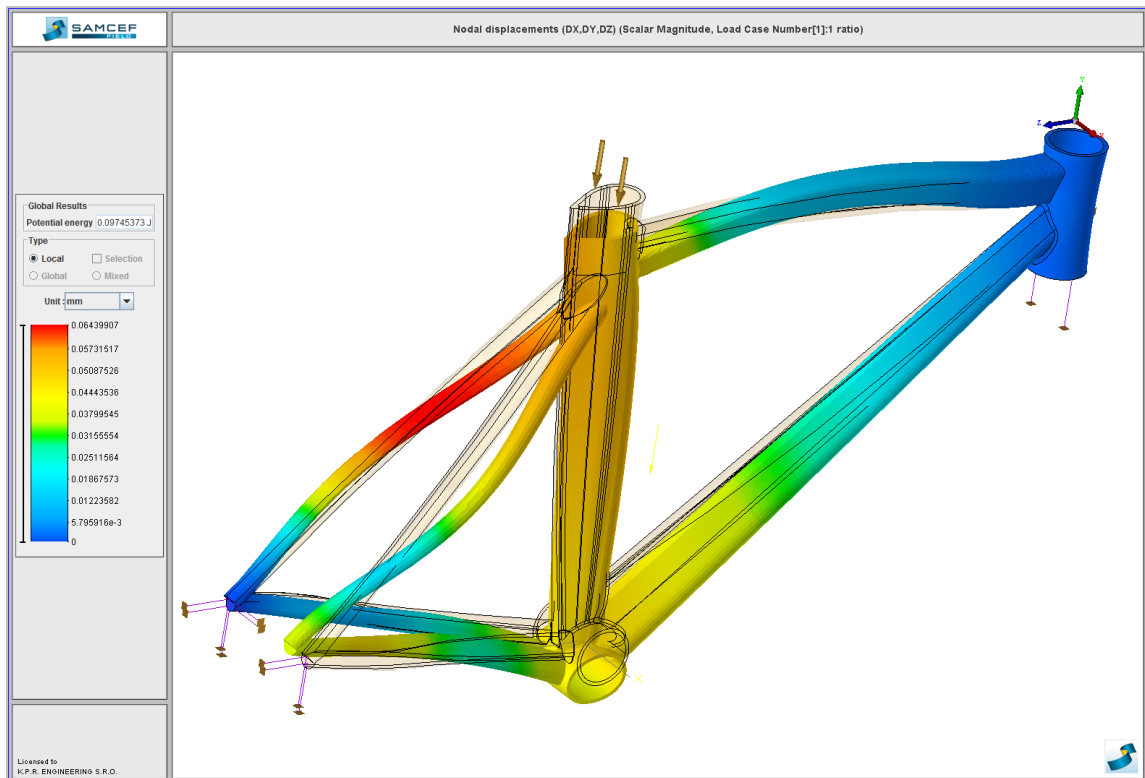 SAMCEF
FIELD
Nodal displacements (DX,DY,DZ) (Scalar Magnitude, Load Case Number[1]:1 ratio)
Global Results
Potential energy 0.09745373 J
Type
Local
Selection
Global
Mixed
Unit : mm
0.06439907
0.05731517
0.05087526
0.04443536
0.03799545
0.03155554
0.02511564
0.01867573
0.01223582
5.795916e-3
0
Y
Z
X
X
Licensed to
K.P.R. ENGINEERING S.R.O.